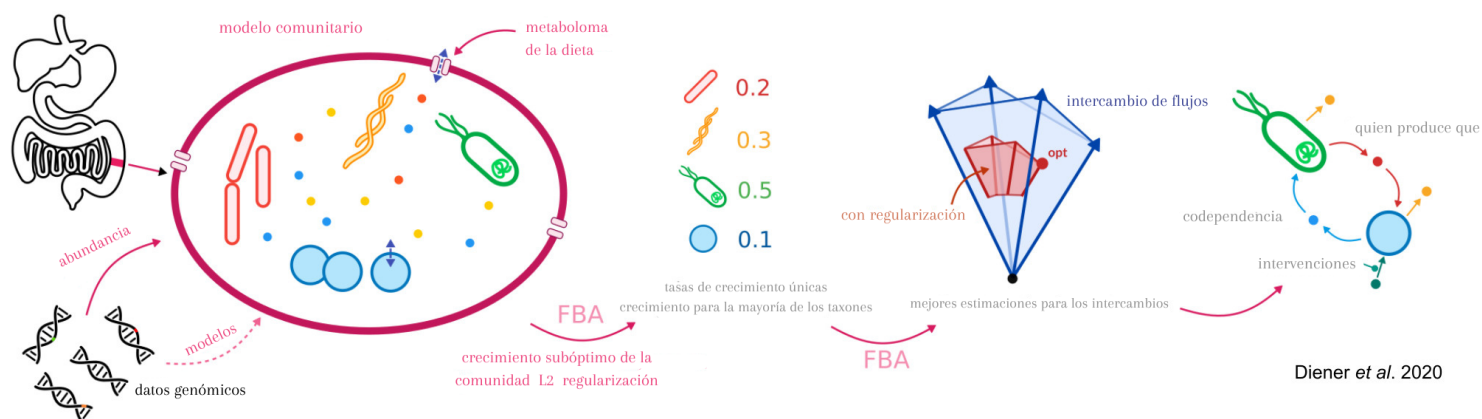 modelo comunitario
metaboloma
de la dieta
abundancia
modelos
datos genómicos
FBA
crecimiento subóptimo de la
comunidad L2 regularización
0.2
0.3
0.5
0.1
tasas de crecimiento únicas
crecimiento para la mayoría de los taxones
FBA
intercambio de flujos
opt
con regularización
mejores estimaciones para los intercambios
quien produce que
codependencia
intervenciones
Diener et al. 2020